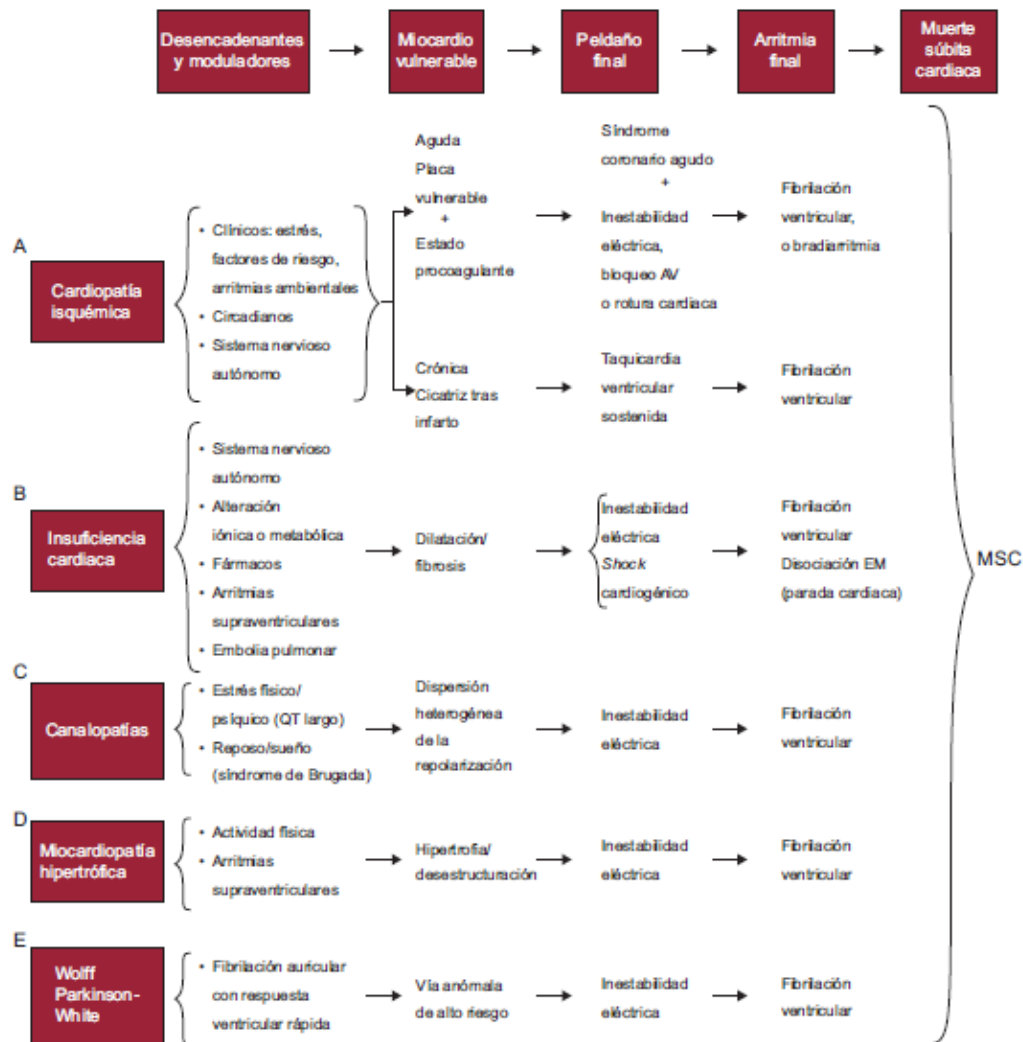 Desencadenantes
y moduladores
Miocardio
vulnerable
Peldaño
final
Arritmia
final
Muerte
súbita
cardiaca
A
Cardiopatía
isquémica
• Clínicos: estrés,
factores de riesgo,
arritmias ambientales
• Circadianos
• Sistema nervioso
autónomo
Aguda
Placa
vulnerable
+
Estado
procoagulante
Síndrome
coronario agudo
+
Inestabilidad
eléctrica,
bloqueo AV
o rotura cardiaca
Fibrilación
ventricular,
o bradiarritmia
Crónica
Cicatriz tras
infarto
Taquicardia
ventricular
sostenida
Fibrilación
ventricular
B
Insuficiencia
cardiaca
• Sistema nervioso
autónomo
• Alteración
iónica o metabólica
• Fármacos
• Arritmias
supraventriculares
• Embolia pulmonar
Dilatación/
fibrosis
Inestabilidad
eléctrica
Shock
cardiogénico
Fibrilación
ventricular
Disociación EM
(parada cardiaca)
MSC
C
Canalopatías
• Estrés físico/
psíquico (QT largo)
• Reposo/sueño
(síndrome de Brugada)
Dispersión
heterogénea
de la
repolarización
Inestabilidad
eléctrica
Fibrilación
ventricular
D
Miocardiopatía
hipertrófica
• Actividad física
• Arritmias
supraventriculares
Hipertrofia/
desestructuración
Inestabilidad
eléctrica
Fibrilación
ventricular
E
Wolff
Parkinson-
White
• Fibrilación auricular
con respuesta
ventricular rápida
Vía anómala
de alto riesgo
Inestabilidad
eléctrica
Fibrilación
ventricular